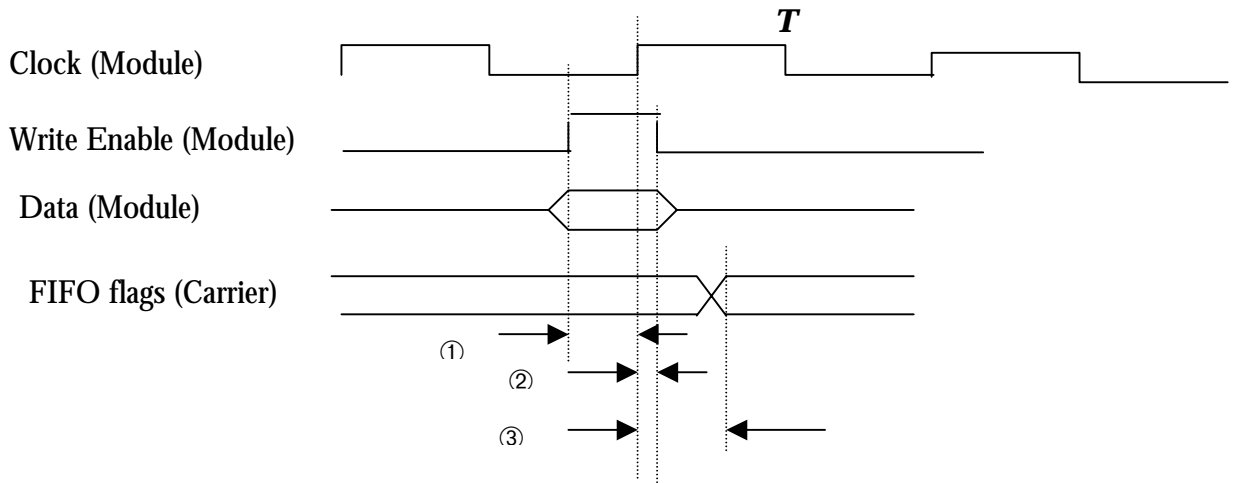 T
Clock (Module)
Write Enable (Module)
Data (Module)
FIFO flags (Carrier)
①
②
③